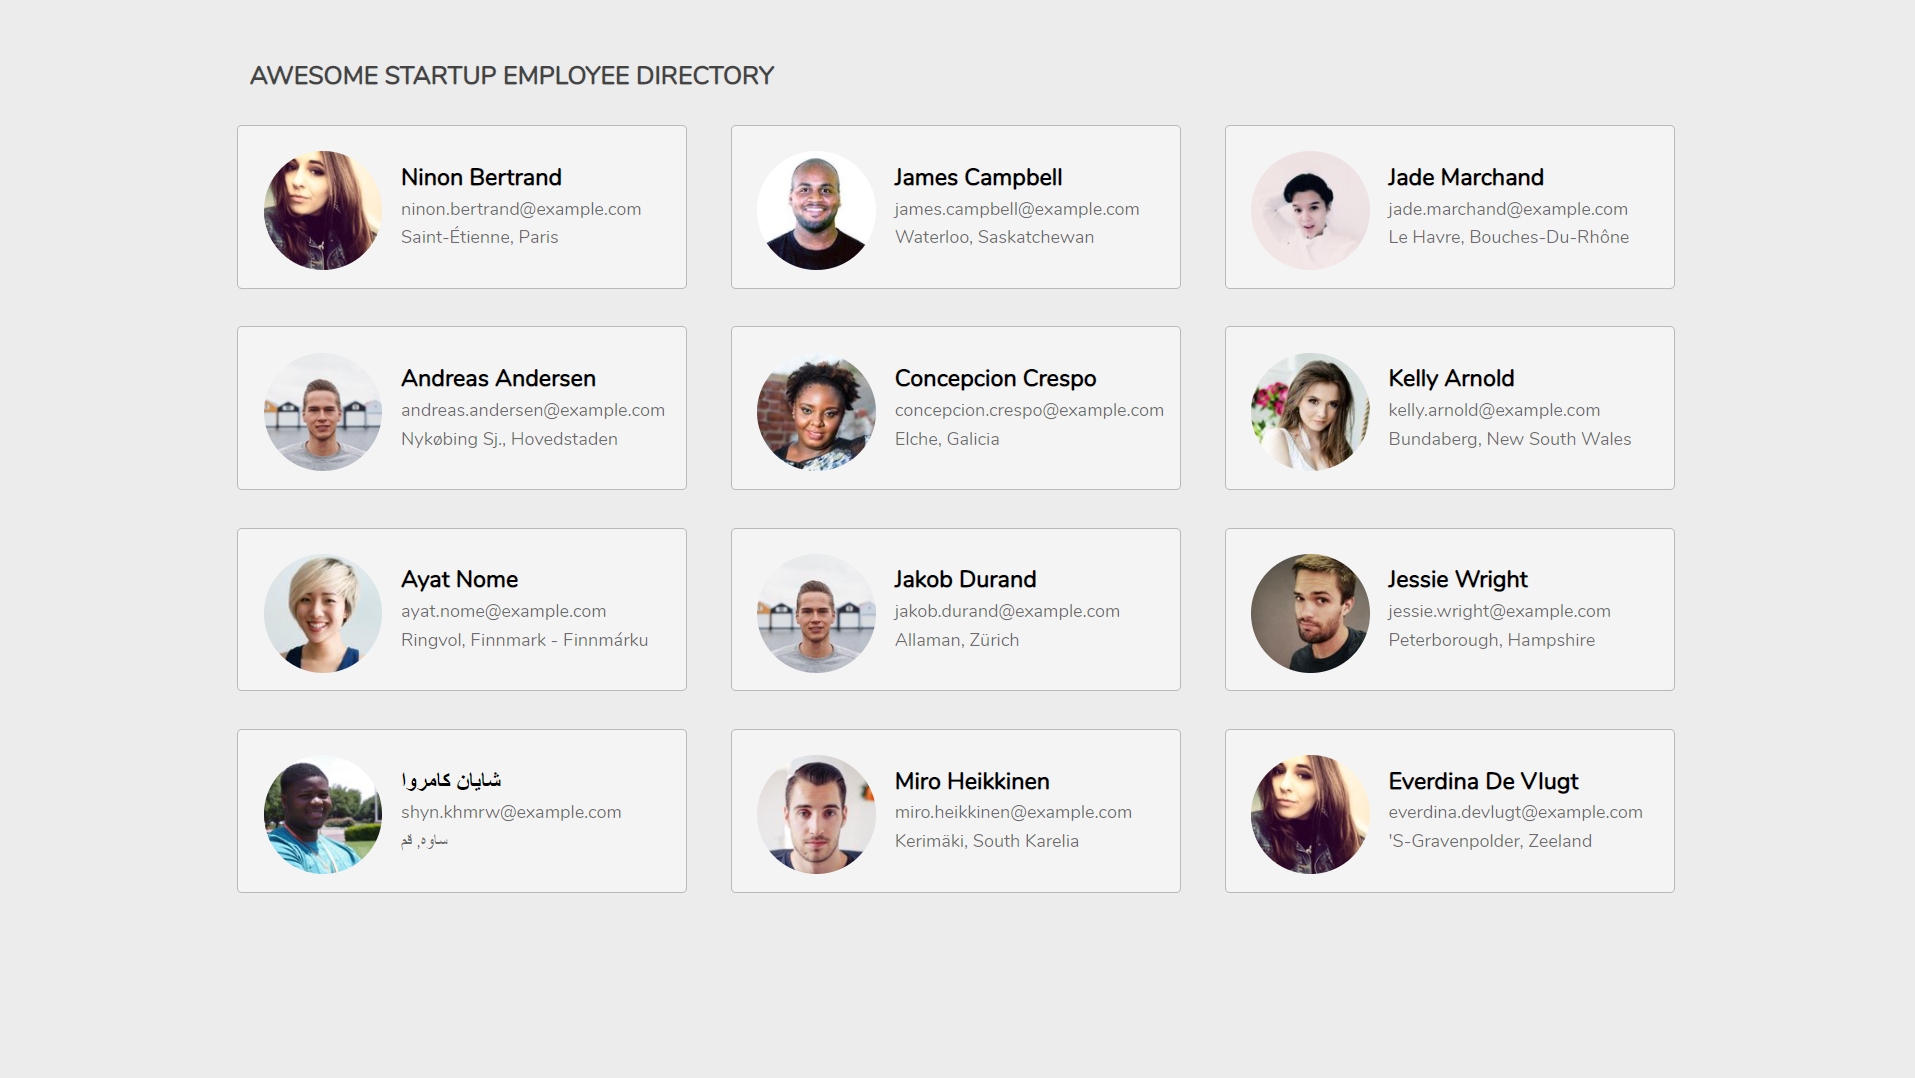 AWESOME STARTUP EMPLOYEE DIRECTORY
Ninon Bertrand
ninon.bertrand@example.com
Saint-Étienne, Paris
James Campbell
james.campbell@example.com
Waterloo, Saskatchewan
Jade Marchand
jade.marchand@example.com
Le Havre, Bouches-Du-Rhône
Andreas Andersen
andreas.andersen@example.com
Nykøbing Sj., Hovedstaden
Concepcion Crespo
concepcion.crespo@example.com
Elche, Galicia
Kelly Arnold
kelly.arnold@example.com
Bundaberg, New South Wales
Ayat Nome
ayat.nome@example.com
Ringvol, Finnmark - Finnmárku
Jakob Durand
jakob.durand@example.com
Allaman, Zürich
Jessie Wright
jessie.wright@example.com
Peterborough, Hampshire
شایان کامروا
shyn.khmrw@example.com
ساوه, قم
Miro Heikkinen
miro.heikkinen@example.com
Kerimäki, South Karelia
Everdina De Vlugt
everdina.devlugt@example.com
'S-Gravenpolder, Zeeland